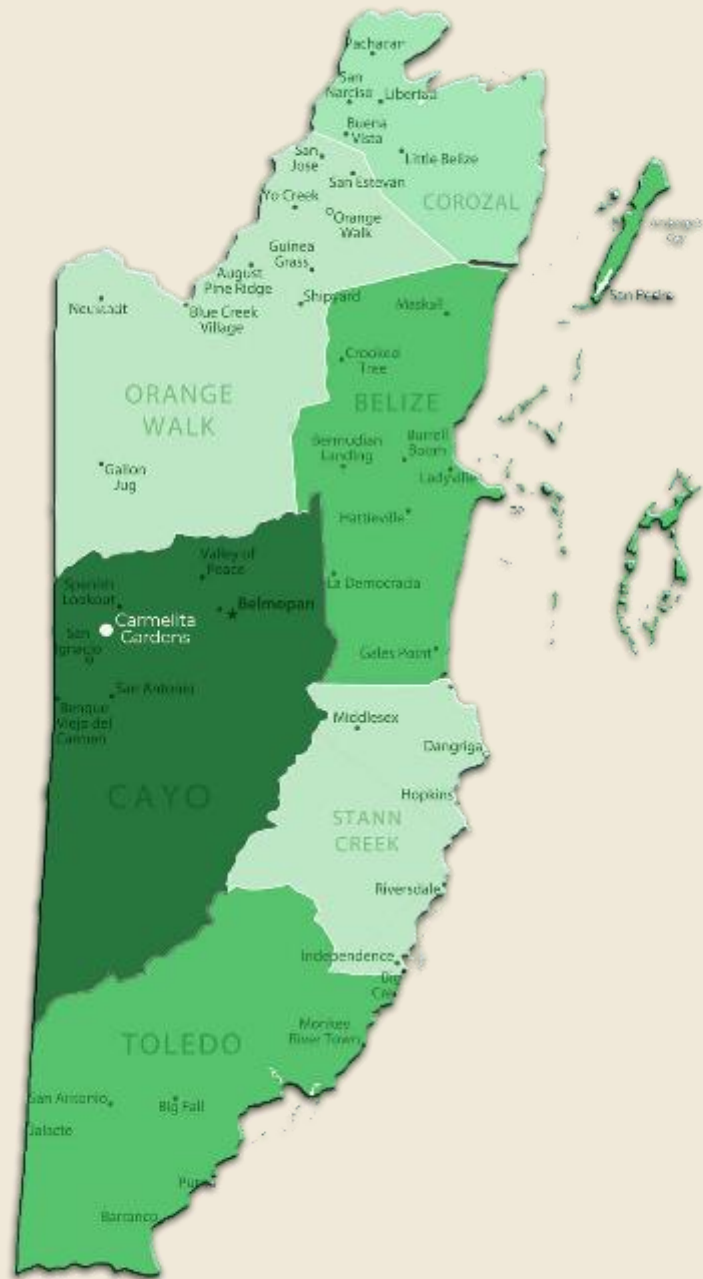 Pachacan
San
Narciso
Libertad
Buena
Vista
Little Belize
COROZAL
San
Jose
San Estevan
Yo Creek
Orange
Walk
Guinea
Grass
August
Pine Ridge
Shipyard
Blue Creek
Village
Neustadt
ORANGE
WALK
Gallon
Jug
Maskall
Crooked
Tree
BELIZE
Bermudian
Landing
Burrell
Boom
Ladyville
Hattieville
La Democracia
Gales Point
San Pedro
Valley of
Peace
Spanish
Lookout
Belmopan
Carmelita
Gardens
San
Ignacio
San Antonio
Benque
Viejo del
Carmen
CAYO
Middlesex
Dangriga
Hopkins
STANN
CREEK
Riversdale
Independence
Big
Monkey
River Town
TOLEDO
San Antonio
Big Fall
Jalacte
Barranco